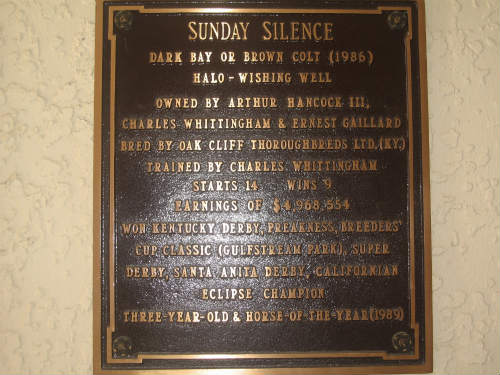 SUNDAY SILENCE
DARK BAY OR BROWN COLT (1986)
HALO - WISHING WELL
OWNED BY ARTHUR HANCOCK III,
CHARLES WHITTINGHAM & ERNEST GAILLARD
BRED BY OAK CLIFF THOROUGHBREDS LTD. (KY.)
TRAINED BY CHARLES WHITTINGHAM
STARTS 14 WINS 9
EARNINGS OF $4,968,554
WON KENTUCKY DERBY, PREAKNESS, BREEDERS'
CUP CLASSIC (GULFSTREAM PARK), SUPER
DERBY, SANTA ANITA DERBY, CALIFORNIAN
ECLIPSE CHAMPION:
THREE-YEAR-OLD & HORSE OF THE YEAR (1989)